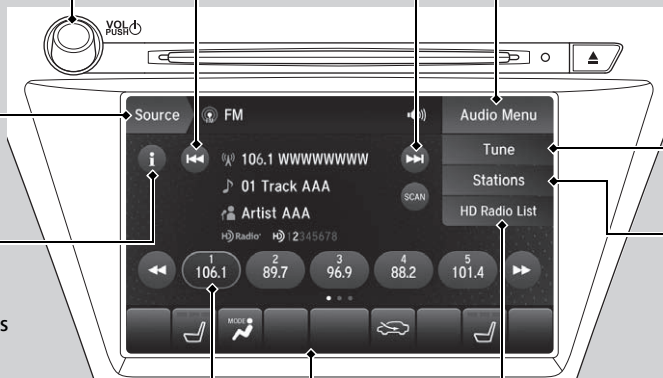 VOL
PUSH
Source
FM
Audio Menu
106.1 WWWWWWWW
Tune
01 Track AAA
Stations
SCAN
Artist AAA
HD Radio List
HD Radio HD 12345678
1
106.1
2
89.7
3
96.9
4
88.2
5
101.4
S
MODE